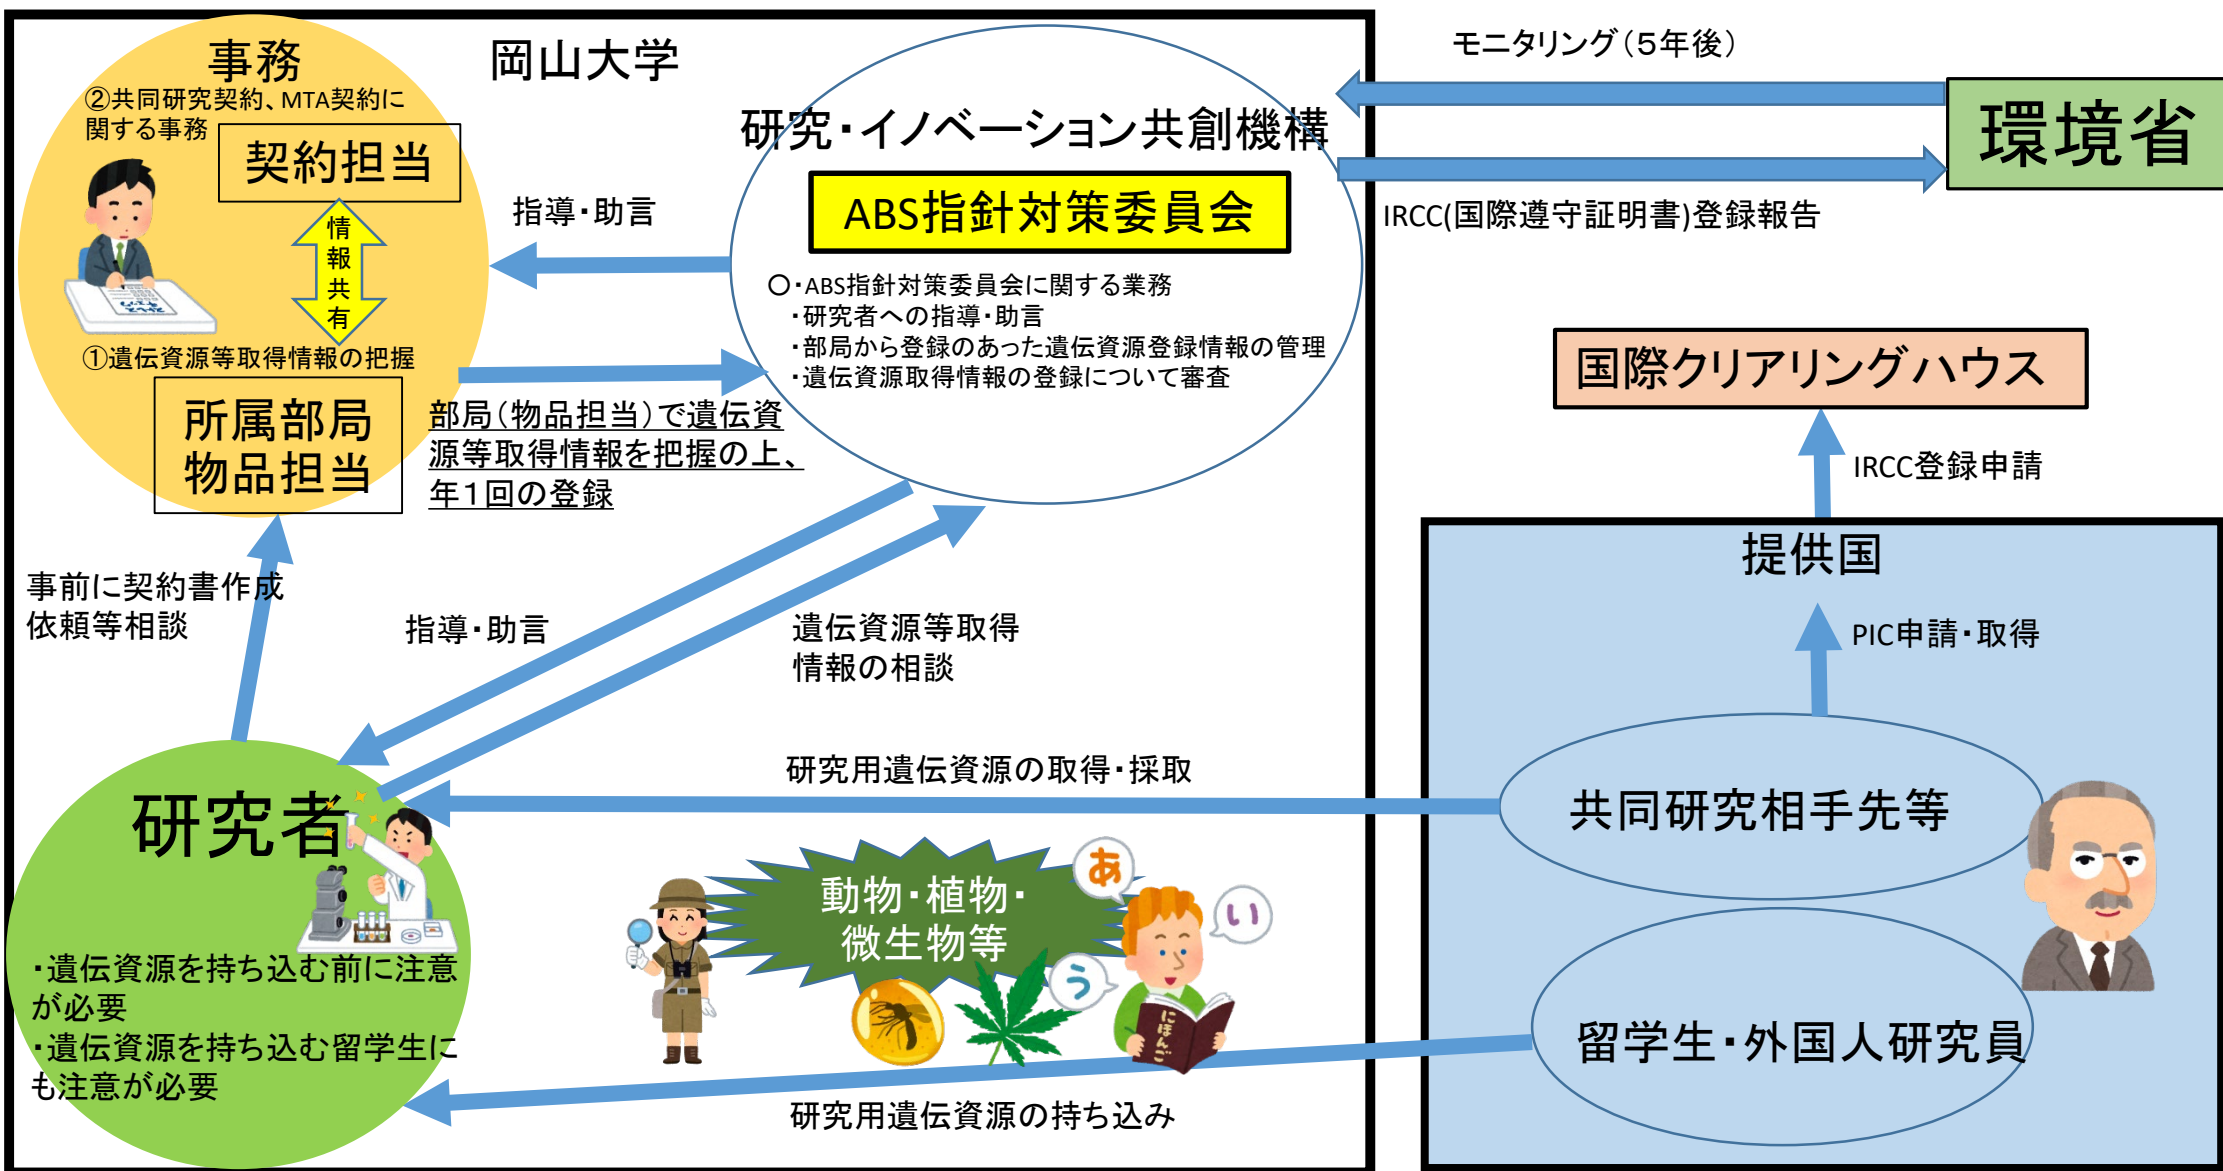 事務
②共同研究契約、MTA契約に
関する事務
契約担当
情
報
共
有
①遺伝資源等取得情報の把握
所属部局
物品担当
岡山大学
指導・助言
研究・イノベーション共創機構
ABS指針対策委員会
〇・ABS指針対策委員会に関する業務
・研究者への指導・助言
・部局から登録のあった遺伝資源登録情報の管理
・遺伝資源取得情報の登録について審査
部局（物品担当）で遺伝資
源等取得情報を把握の上、
年１回の登録
モニタリング（５年後）
環境省
IRCC(国際遵守証明書)登録報告
国際クリアリングハウス
IRCC登録申請
提供国
PIC申請・取得
共同研究相手先等
留学生・外国人研究員
事前に契約書作成
依頼等相談
指導・助言
遺伝資源等取得
情報の相談
研究用遺伝資源の取得・採取
研究者
・遺伝資源を持ち込む前に注意
が必要
・遺伝資源を持ち込む留学生に
も注意が必要
動物・植物・
微生物等
あ
い
う
にほんご
研究用遺伝資源の持ち込み